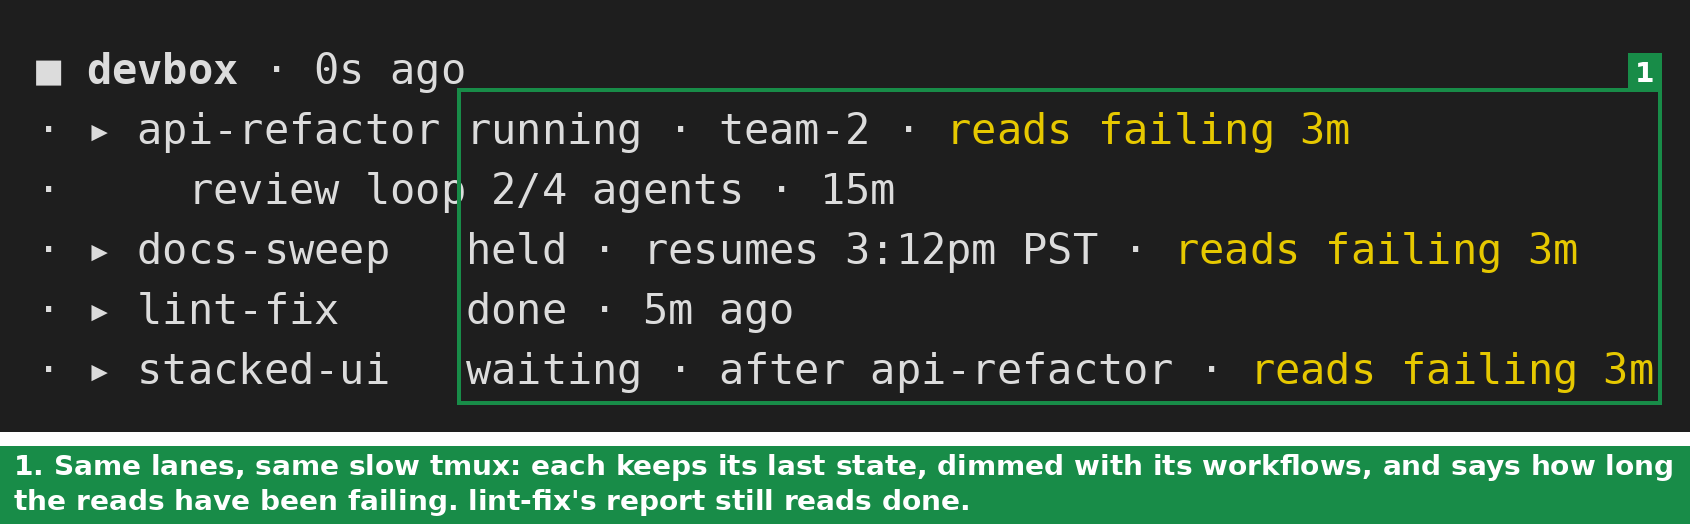 ■ devbox · 0s ago
1
· ▸ api-refactor running · team-2 · reads failing 3m
· review loop 2/4 agents · 15m
· ▸ docs-sweep held · resumes 3:12pm PST · reads failing 3m
· ▸ lint-fix done · 5m ago
· ▸ stacked-ui waiting · after api-refactor · reads failing 3m
1. Same lanes, same slow tmux: each keeps its last state, dimmed with its workflows, and says how long
the reads have been failing. lint-fix's report still reads done.